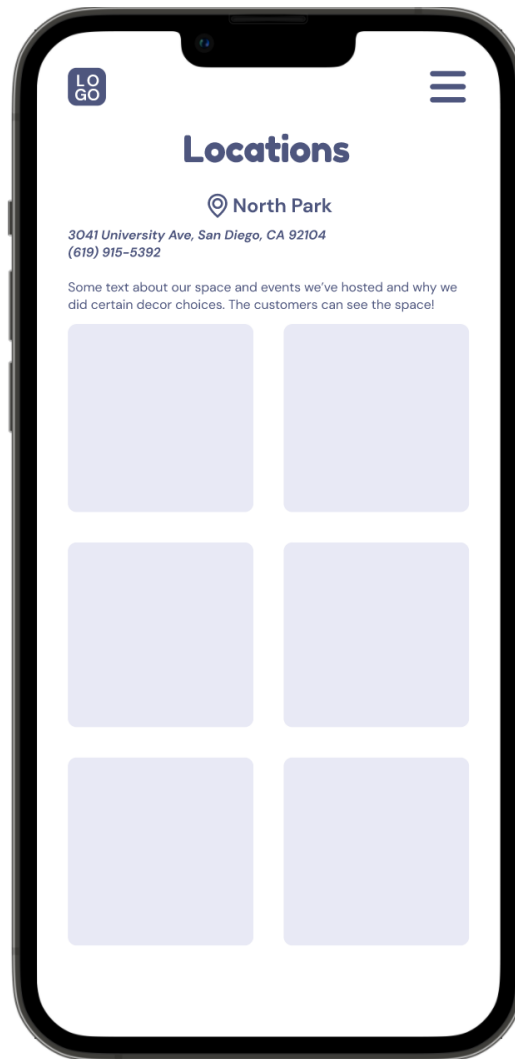 LO
GO
Locations
North Park
3041 University Ave, San Diego, CA 92104
(619) 915-5392
Some text about our space and events we've hosted and why we
did certain decor choices. The customers can see the space!